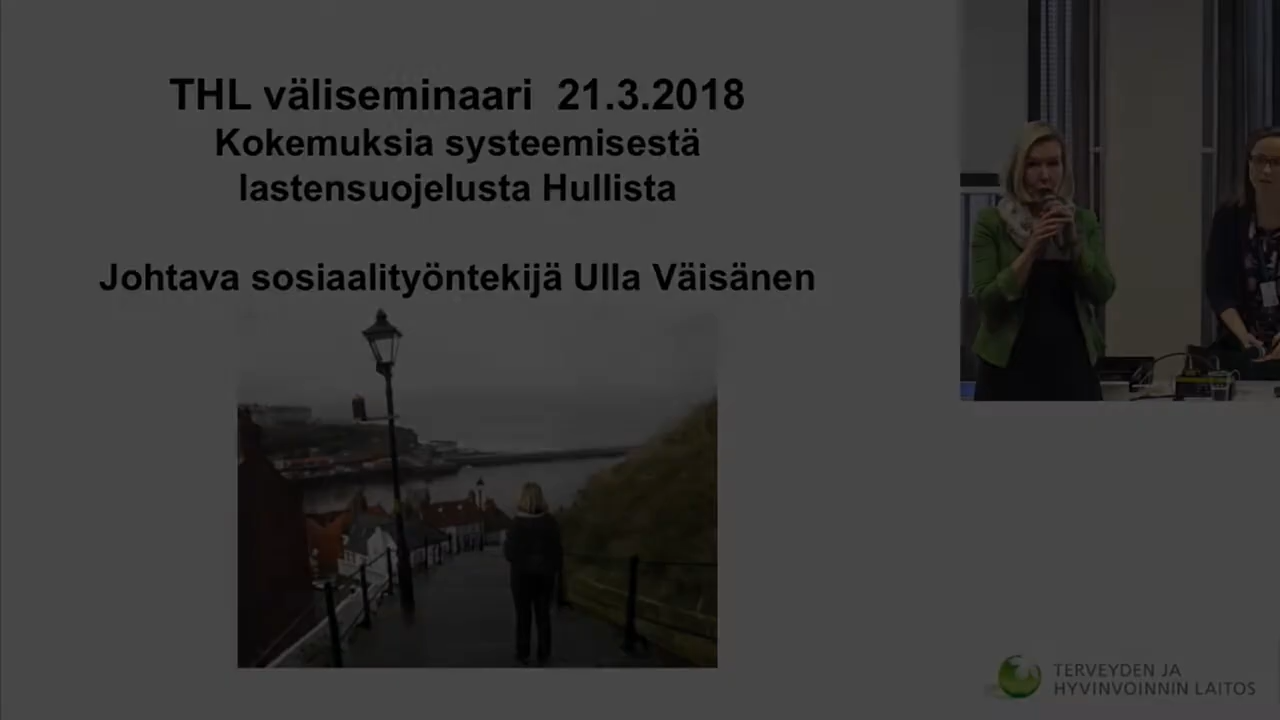 THL väliseminaari 21.3.2018
Kokemuksia systeemisestä
lastensuojelusta Hullista
Johtava sosiaalityöntekijä Ulla Väisänen
TERVEYDEN JA
HYVINVOINNIN LAITOS